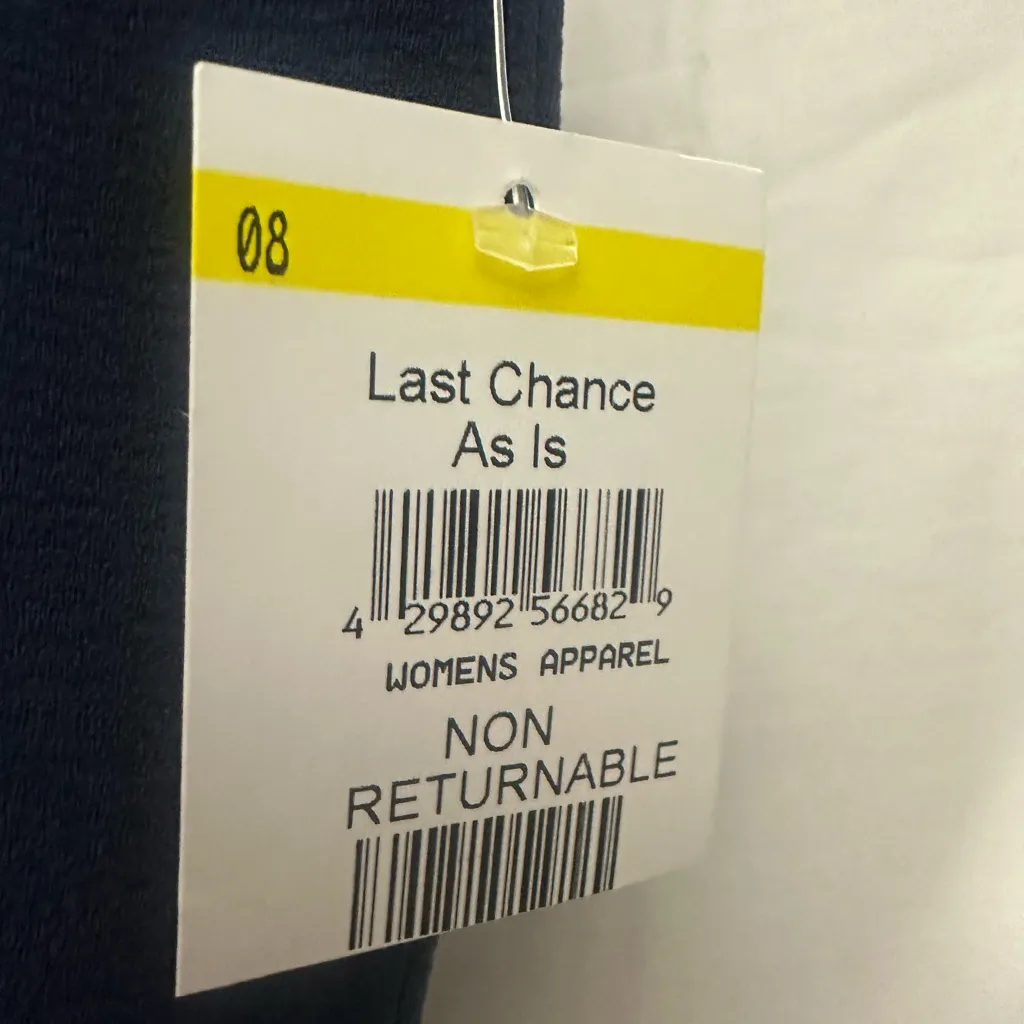 08
Last Chance
As Is
4 29892 56682 9
WOMENS APPAREL
NON
RETURNABLE